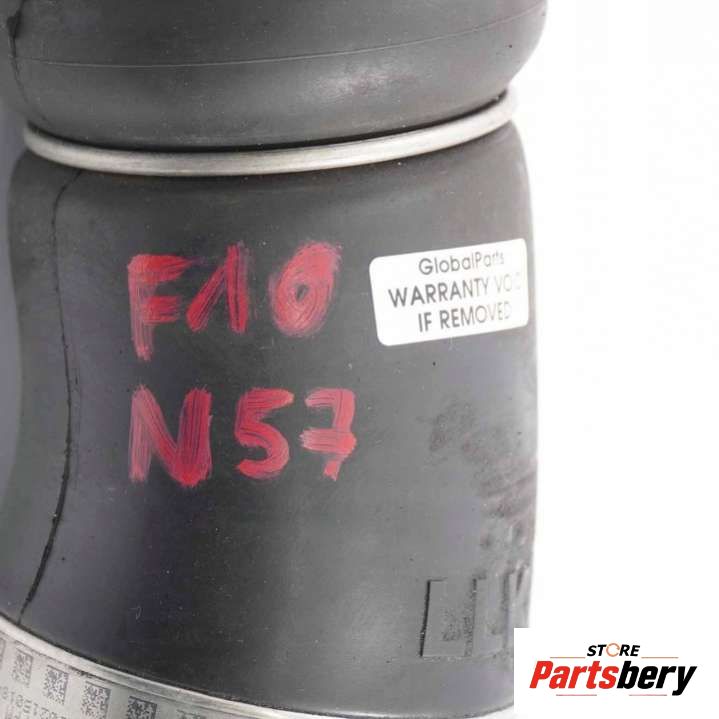 F10
N57
GlobalParts
WARRANTY VOID
IF REMOVED
STORE
Partsbery